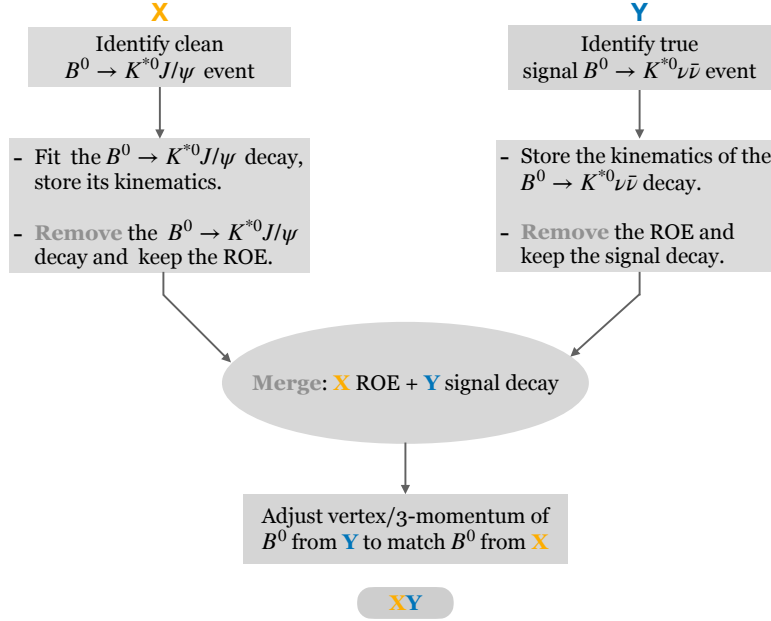 X
Identify clean
B⁰ → K*⁰J/ψ event
- Fit the B⁰ → K*⁰J/ψ decay,
store its kinematics.
- Remove the B⁰ → K*⁰J/ψ
decay and keep the ROE.
Y
Identify true
signal B⁰ → K*⁰νν̄ event
- Store the kinematics of the
B⁰ → K*⁰νν̄ decay.
- Remove the ROE and
keep the signal decay.
Merge: X ROE + Y signal decay
Adjust vertex/3-momentum of
B⁰ from Y to match B⁰ from X
XY